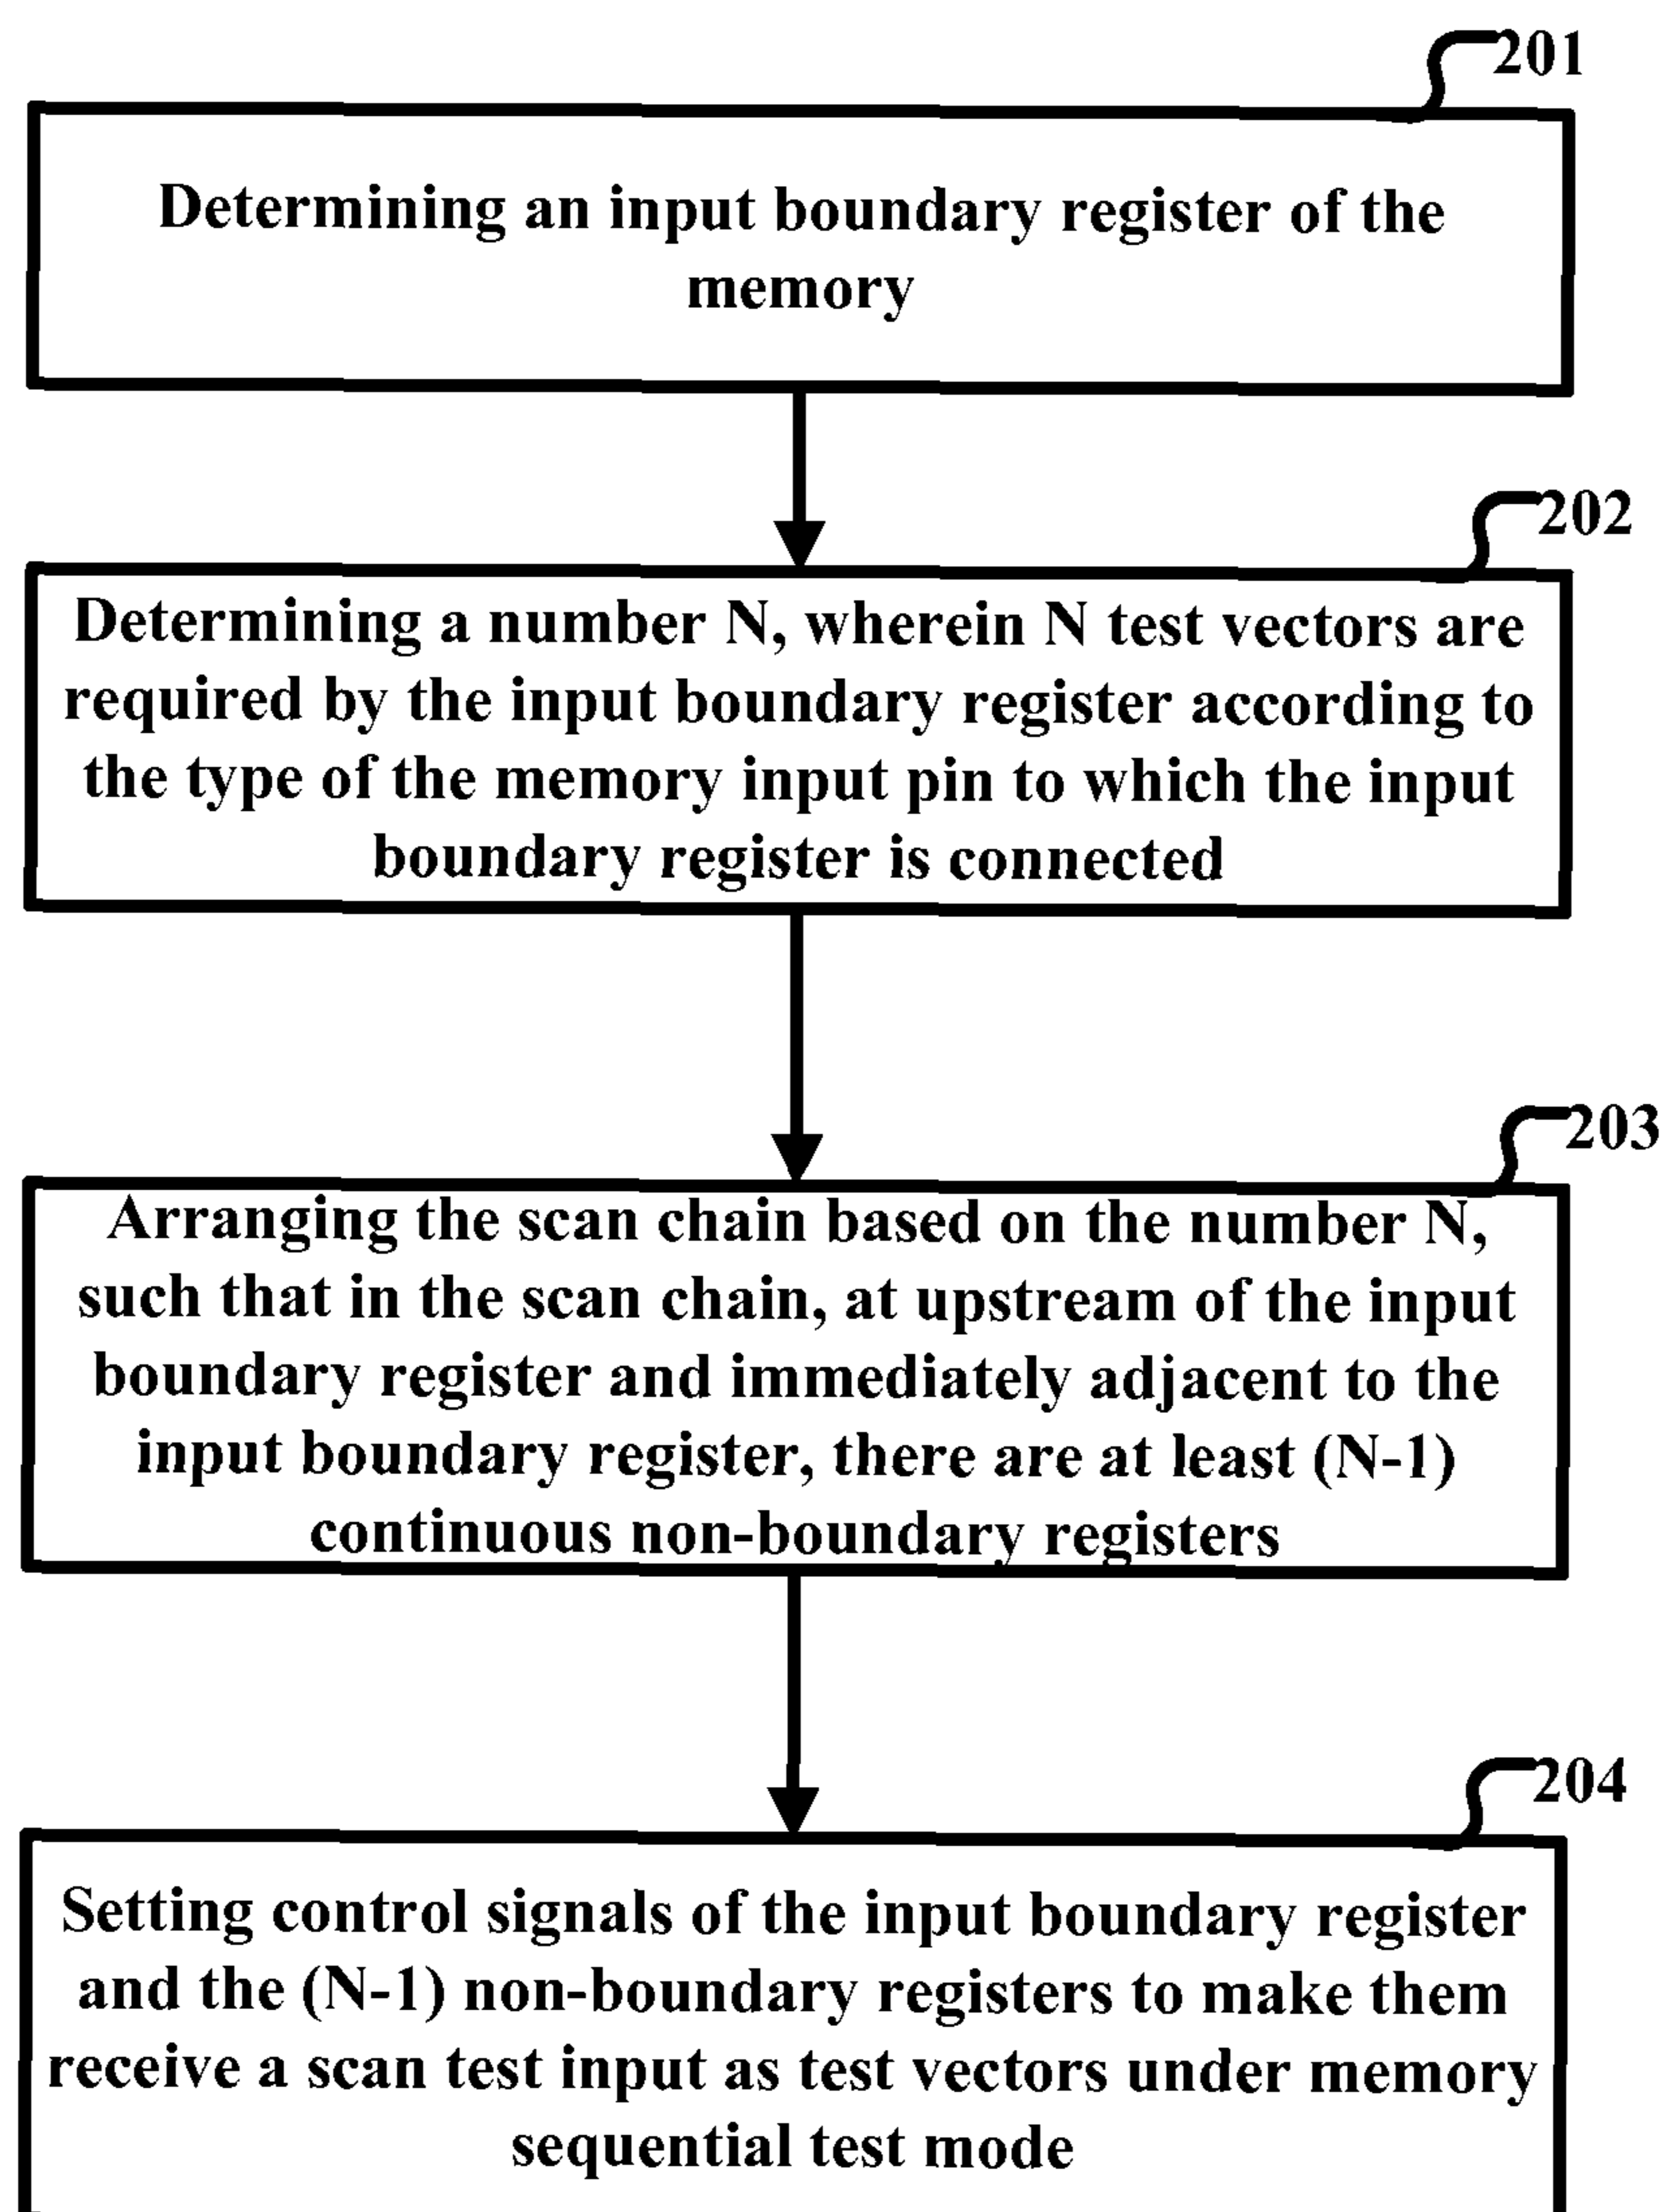 201
Determining an input boundary register of the
memory
202
Determining a number N, wherein N test vectors are
required by the input boundary register according to
the type of the memory input pin to which the input
boundary register is connected
203
Arranging the scan chain based on the number N,
such that in the scan chain, at upstream of the input
boundary register and immediately adjacent to the
input boundary register, there are at least (N-1)
continuous non-boundary registers
204
Setting control signals of the input boundary register
and the (N-1) non-boundary registers to make them
receive a scan test input as test vectors under memory
sequential test mode